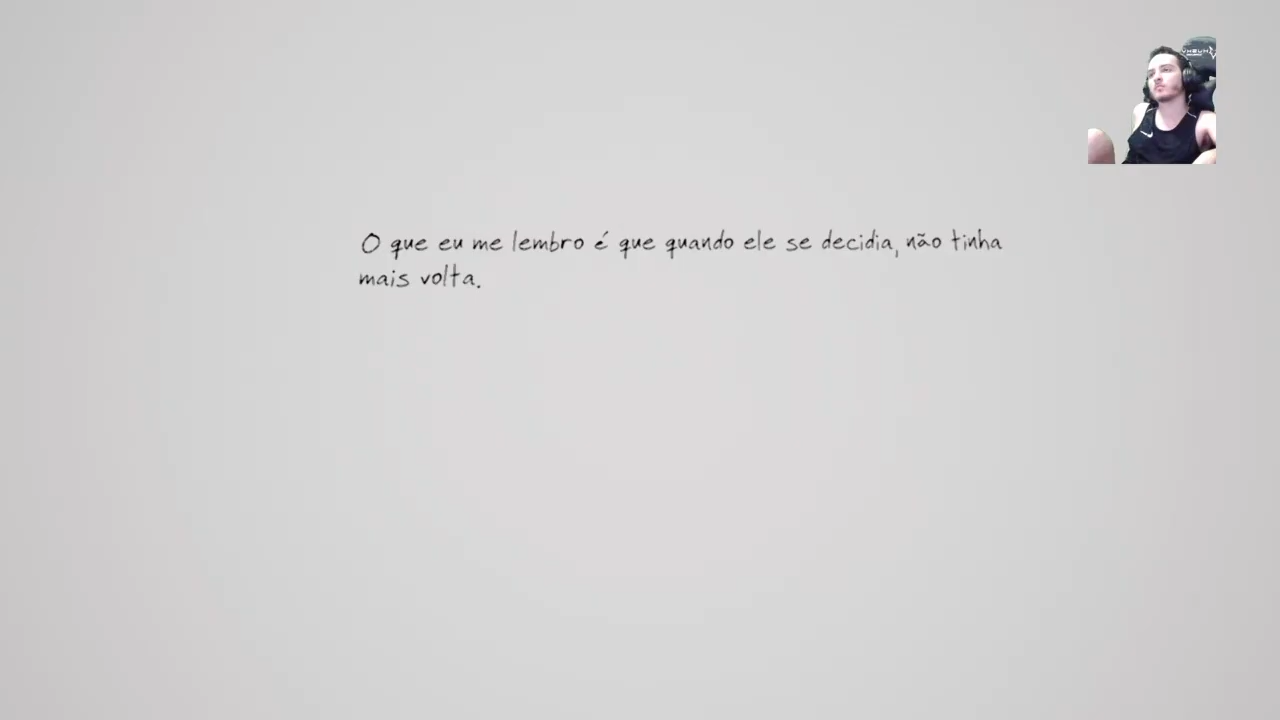 O que eu me lembro é que quando ele se decidia, não tinha
mais volta.